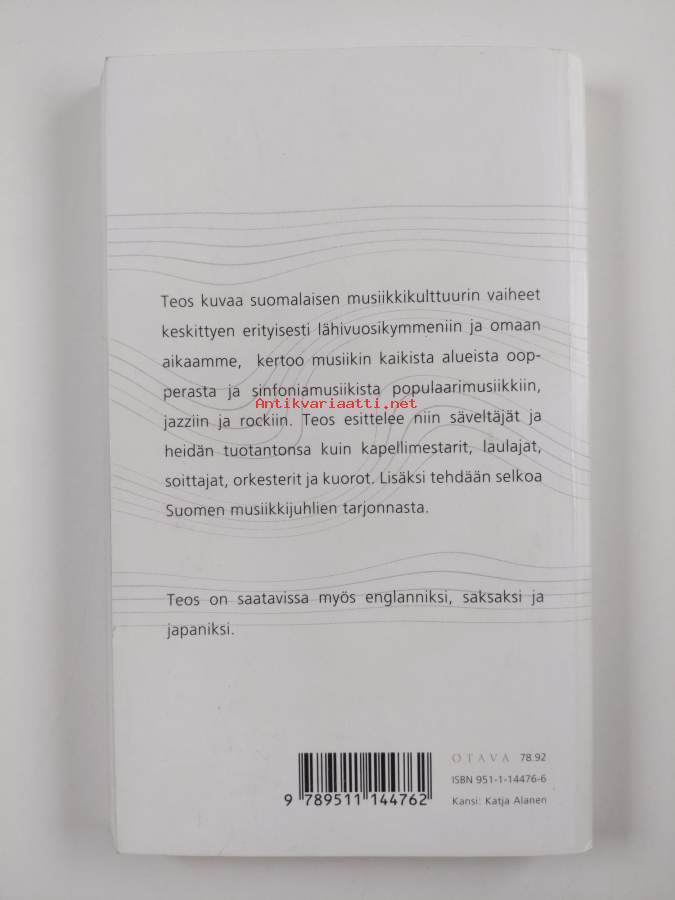 Teos kuvaa suomalaisen musiikkikulttuurin vaiheet
keskittyen erityisesti lähivuosikymmeniin ja omaan
aikaamme, kertoo musiikin kaikista alueista oop-
perasta ja sinfoniamusiikista populaarimusiikkiin,
Antikvariaatti.net
jazziin ja rockiin. Teos esittelee niin säveltäjät ja
heidän tuotantonsa kuin kapellimestarit, laulajat,
soittajat, orkesterit ja kuorot. Lisäksi tehdään selkoa
Suomen musiikkijuhlien tarjonnasta.
Teos on saatavissa myös englanniksi, saksaksi ja
japaniksi.
OTAVA 78.92
ISBN 951-1-14476-6
Kansi: Katja Alanen
9 789511 144762